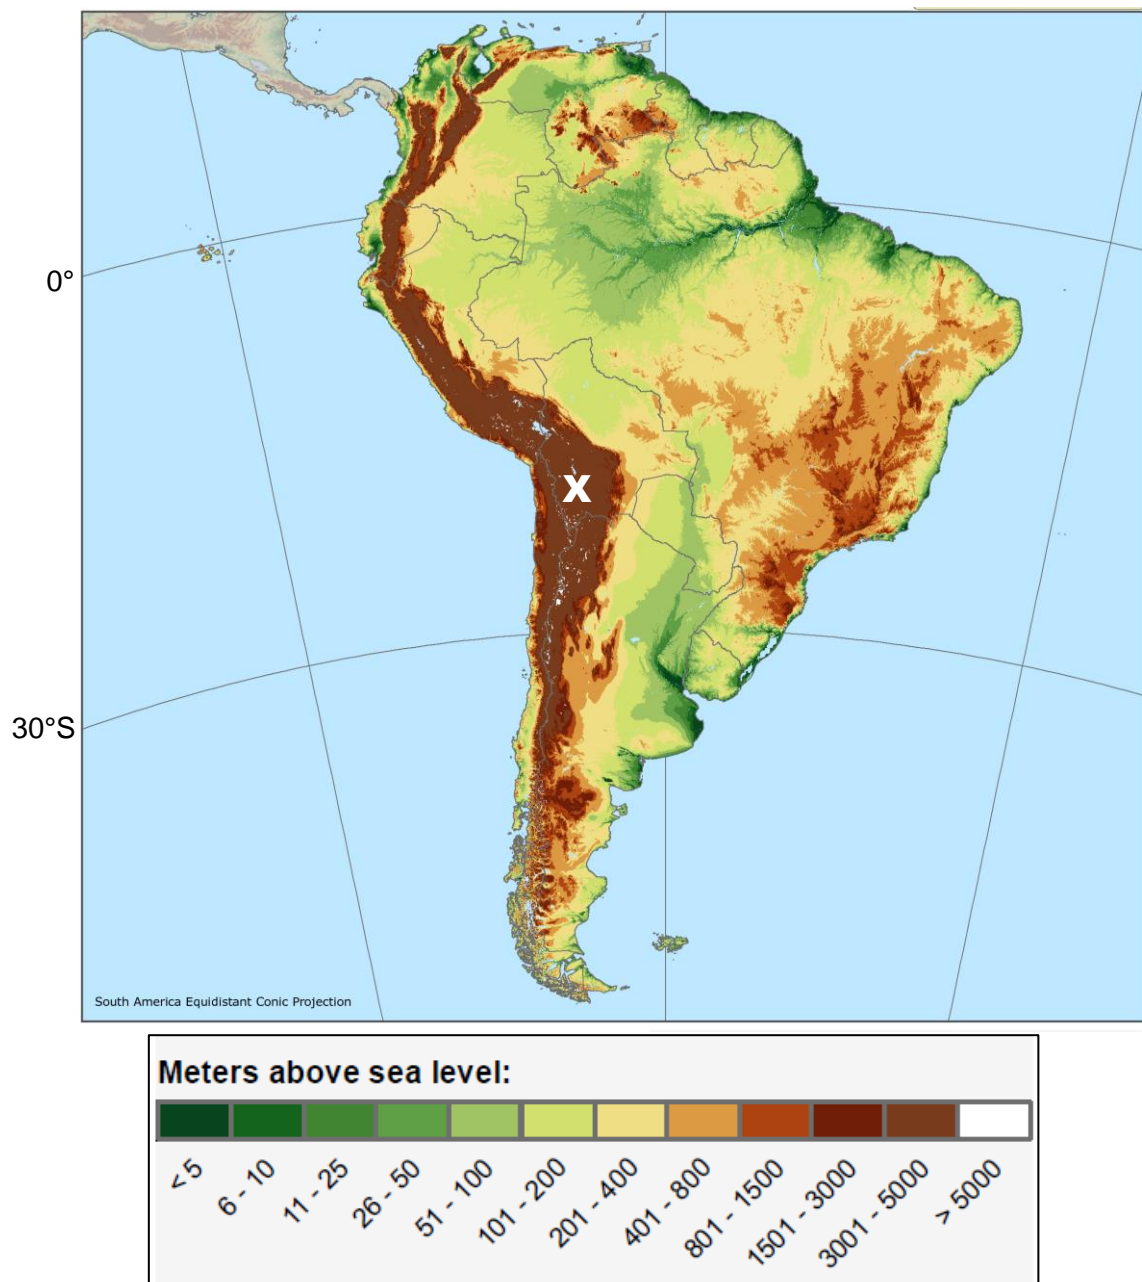 0°
X
30°S
South America Equidistant Conic Projection
Meters above sea level:
< 5
6 - 10
11 - 25
26 - 50
51 - 100
101 - 200
201 - 400
401 - 800
801 - 1500
1501 - 3000
3001 - 5000
> 5000